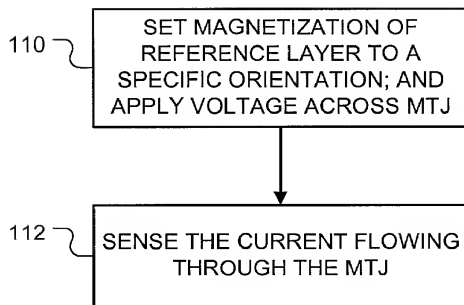 110
SET MAGNETIZATION OF
REFERENCE LAYER TO A
SPECIFIC ORIENTATION; AND
APPLY VOLTAGE ACROSS MTJ
112
SENSE THE CURRENT FLOWING
THROUGH THE MTJ